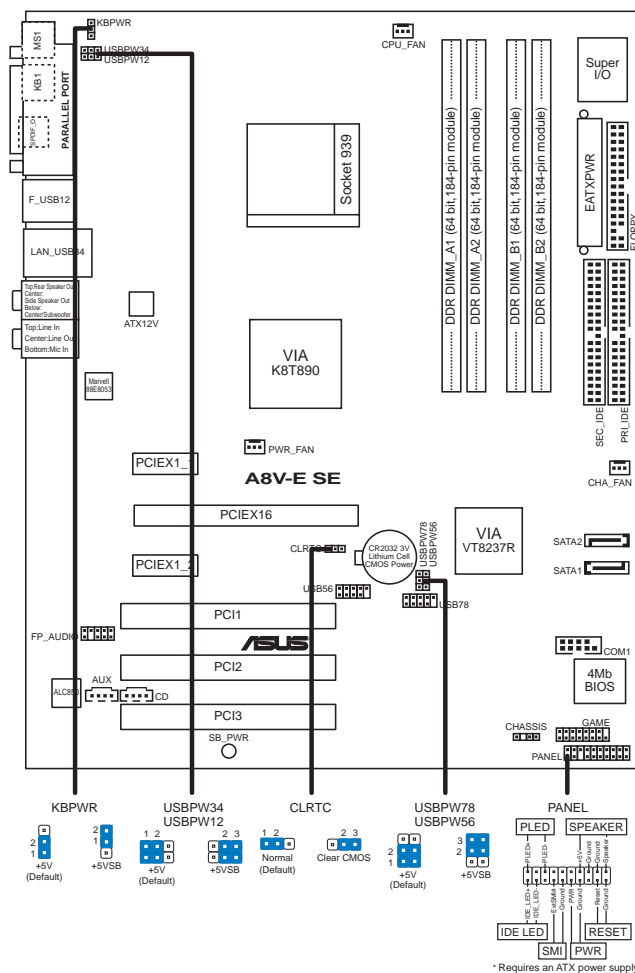 KBPWR
USBPW34
USBPW12
MS1
KB1
SPDIF_O
PARALLEL PORT
F_USB12
LAN_USB34
Top:Rear Speaker Out
Center:
Side Speaker Out
Below:
Center/Subwoofer
Top:Line In
Center:Line Out
Bottom:Mic In
CPU_FAN
Socket 939
DDR DIMM_A1 (64 bit,184-pin module)
DDR DIMM_A2 (64 bit,184-pin module)
DDR DIMM_B1 (64 bit,184-pin module)
DDR DIMM_B2 (64 bit,184-pin module)
Super
I/O
EATXPWR
FLOPPY
ATX12V
Marvell
88E8053
VIA
K8T890
PWR_FAN
SEC_IDE
PRI_IDE
CHA_FAN
PCIEX1_1
A8V-E SE
PCIEX16
CLRTC
CR2032 3V
Lithium Cell
CMOS Power
USBPW78
USBPW56
VIA
VT8237R
SATA2
SATA1
PCIEX1_2
USB56
USB78
PCI1
FP_AUDIO
ASUS
COM1
PCI2
4Mb
BIOS
ALC850
AUX
CD
PCI3
SB_PWR
CHASSIS
GAME
PANEL
KBPWR
2
1
+5V
(Default)
2
1
+5VSB
USBPW34
USBPW12
1 2
+5V
(Default)
2 3
+5VSB
CLRTC
1 2
Normal
(Default)
2 3
Clear CMOS
USBPW78
USBPW56
2
1
+5V
(Default)
3
2
+5VSB
PANEL
PLED
SPEAKER
PLED+
PLED-
+5V
Ground
Ground
Speaker
IDE_LED+
IDE_LED-
ExtSMI#
Ground
PWR
Ground
Reset
Ground
IDE LED
RESET
SMI
PWR
* Requires an ATX power supply